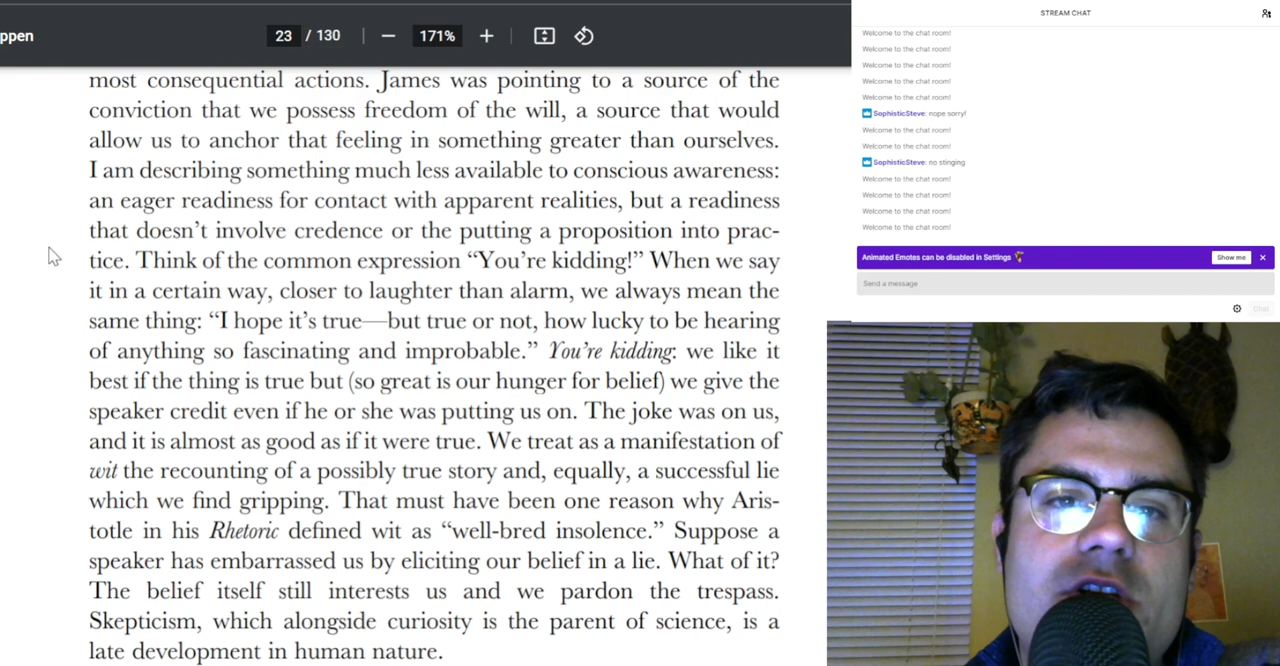 ppen
23 / 130
171%
most consequential actions. James was pointing to a source of the
conviction that we possess freedom of the will, a source that would
allow us to anchor that feeling in something greater than ourselves.
I am describing something much less available to conscious awareness:
an eager readiness for contact with apparent realities, but a readiness
that doesn’t involve credence or the putting a proposition into prac-
tice. Think of the common expression “You’re kidding!” When we say
it in a certain way, closer to laughter than alarm, we always mean the
same thing: “I hope it’s true—but true or not, how lucky to be hearing
of anything so fascinating and improbable.” You’re kidding: we like it
best if the thing is true but (so great is our hunger for belief) we give the
speaker credit even if he or she was putting us on. The joke was on us,
and it is almost as good as if it were true. We treat as a manifestation of
wit the recounting of a possibly true story and, equally, a successful lie
which we find gripping. That must have been one reason why Aris-
totle in his Rhetoric defined wit as “well-bred insolence.” Suppose a
speaker has embarrassed us by eliciting our belief in a lie. What of it?
The belief itself still interests us and we pardon the trespass.
Skepticism, which alongside curiosity is the parent of science, is a
late development in human nature.
STREAM CHAT
Welcome to the chat room!
Welcome to the chat room!
Welcome to the chat room!
Welcome to the chat room!
Welcome to the chat room!
SophisticSteve: nope sorry!
Welcome to the chat room!
Welcome to the chat room!
SophisticSteve: no stinging
Welcome to the chat room!
Welcome to the chat room!
Welcome to the chat room!
Welcome to the chat room!
Animated Emotes can be disabled in Settings
Show me
Send a message
Chat